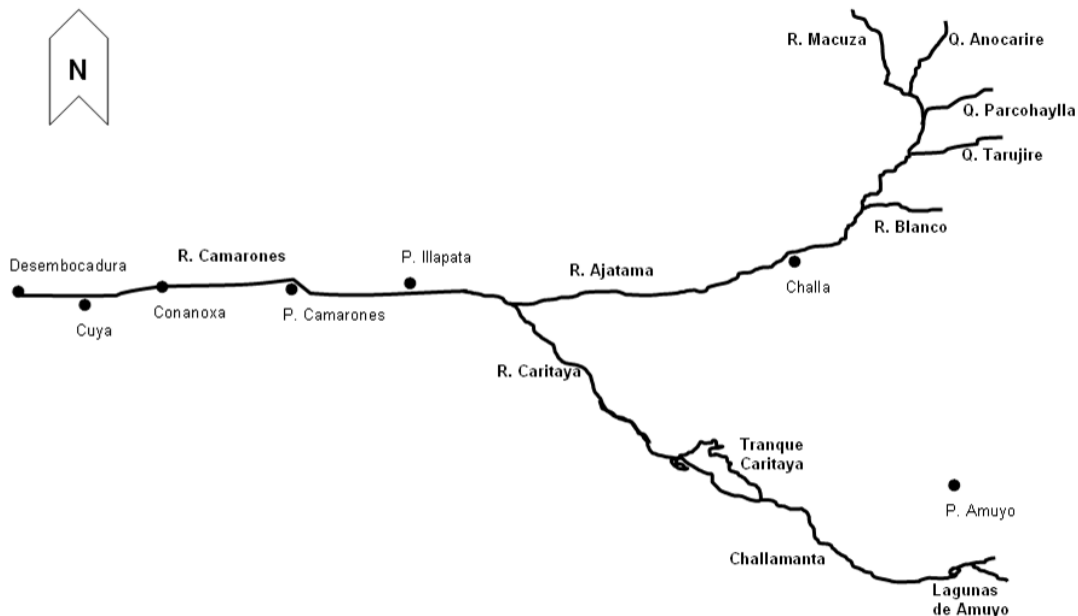 R. Macuza
Q. Anocarire
N
Q. Parcohaylla
Q. Tarujire
R. Blanco
R. Camarones
P. Illapata
Desembocadura
R. Ajatama
Challa
Conanoxa
P. Camarones
Cuya
R. Caritaya
Tranque
Caritaya
P. Amuyo
Challamanta
Lagunas
de Amuyo